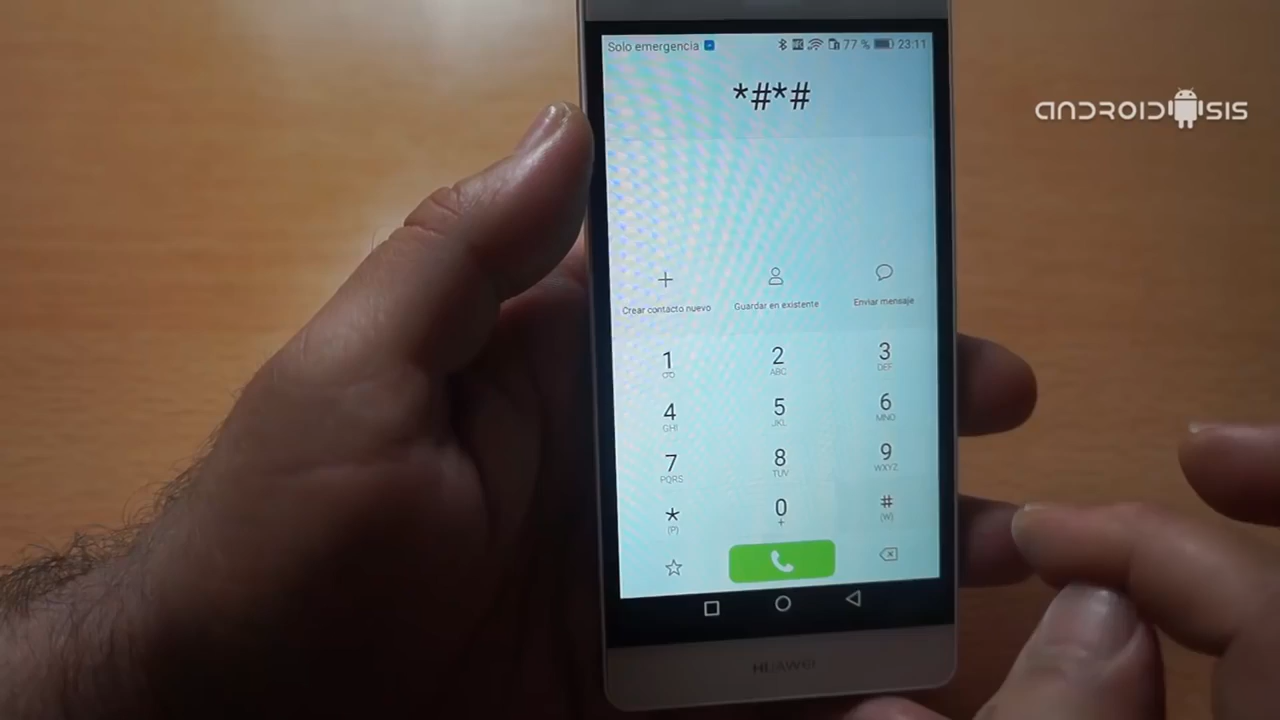 Solo emergencia
77 % 23:11
*#*#
ANDROIDSIS
Crear contacto nuevo
Guardar en existente
Enviar mensaje
1
2 ABC
3 DEF
4 GHI
5 JKL
6 MNO
7 PQRS
8 TUV
9 WXYZ
* (P)
0 +
# (W)
HUAWEI